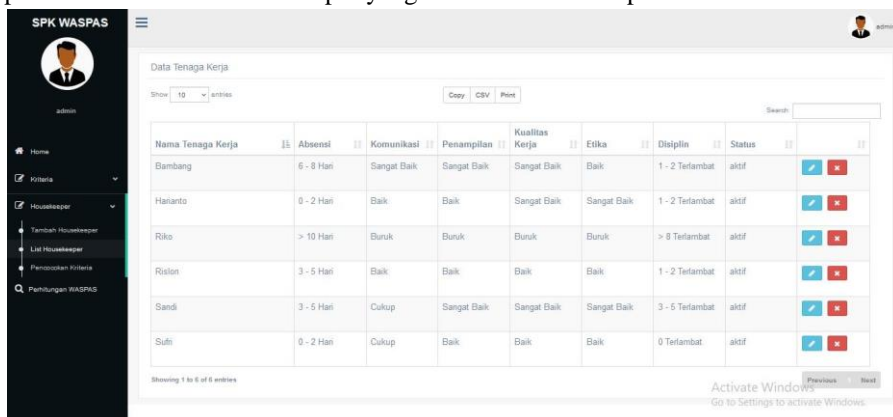 SPK WASPAS
admin
admin
Home
Kriteria
Housekeeper
Tambah Housekeeper
List Housekeeper
Pencocokan Kriteria
Perhitungan WASPAS
Data Tenaga Kerja
Show 10 entries
Copy CSV Print
Search:
Nama Tenaga Kerja Absensi Komunikasi Penampilan Kualitas Kerja Etika Disiplin Status
Bambang 6 - 8 Hari Sangat Baik Sangat Baik Sangat Baik Baik 1 - 2 Terlambat aktif
Harianto 0 - 2 Hari Baik Baik Sangat Baik Sangat Baik 1 - 2 Terlambat aktif
Riko > 10 Hari Buruk Buruk Buruk Buruk > 8 Terlambat aktif
Rislon 3 - 5 Hari Baik Baik Baik Baik 1 - 2 Terlambat aktif
Sandi 3 - 5 Hari Cukup Sangat Baik Sangat Baik Sangat Baik 3 - 5 Terlambat aktif
Sufri 0 - 2 Hari Cukup Baik Baik Baik 0 Terlambat aktif
Showing 1 to 6 of 6 entries
Previous 1 Next
Activate Windows
Go to Settings to activate Windows.